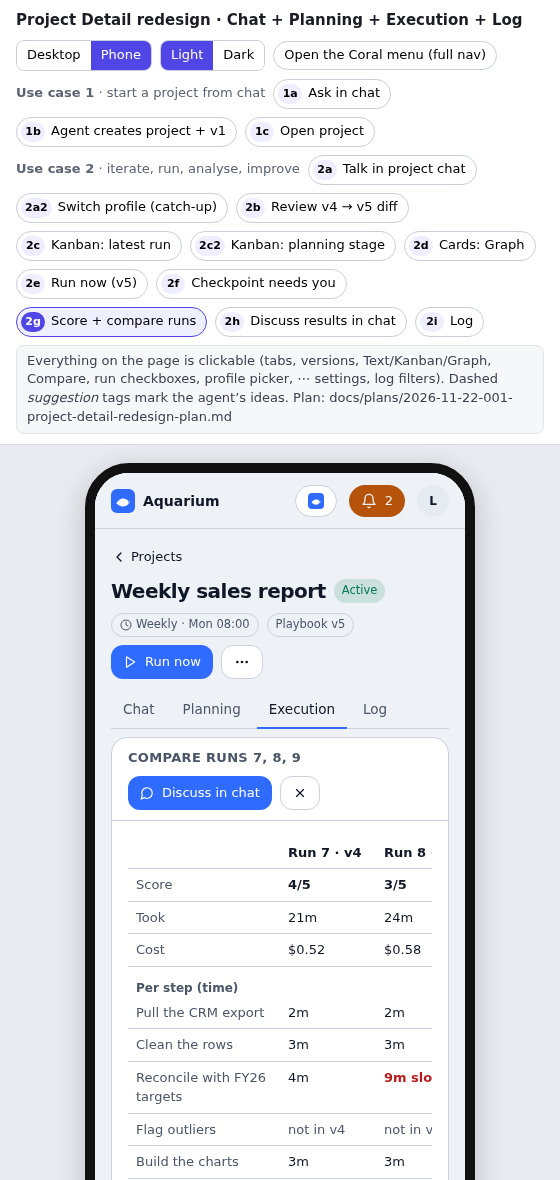 Project Detail redesign · Chat + Planning + Execution + Log
Desktop Phone Light Dark Open the Coral menu (full nav)
Use case 1 · start a project from chat 1a Ask in chat
1b Agent creates project + v1 1c Open project
Use case 2 · iterate, run, analyse, improve 2a Talk in project chat
2a2 Switch profile (catch-up) 2b Review v4 → v5 diff
2c Kanban: latest run 2c2 Kanban: planning stage 2d Cards: Graph
2e Run now (v5) 2f Checkpoint needs you
2g Score + compare runs 2h Discuss results in chat 2i Log
Everything on the page is clickable (tabs, versions, Text/Kanban/Graph,
Compare, run checkboxes, profile picker, ··· settings, log filters). Dashed
suggestion tags mark the agent’s ideas. Plan: docs/plans/2026-11-22-001-
project-detail-redesign-plan.md
Aquarium 2 L
Projects
Weekly sales report Active
Weekly · Mon 08:00 Playbook v5
Run now ···
Chat Planning Execution Log
COMPARE RUNS 7, 8, 9
Discuss in chat ✕
Run 7 · v4 Run 8
Score 4/5 3/5
Took 21m 24m
Cost $0.52 $0.58
Per step (time)
Pull the CRM export 2m 2m
Clean the rows 3m 3m
Reconcile with FY26 4m 9m slo
targets
Flag outliers not in v4 not in v
Build the charts 3m 3m